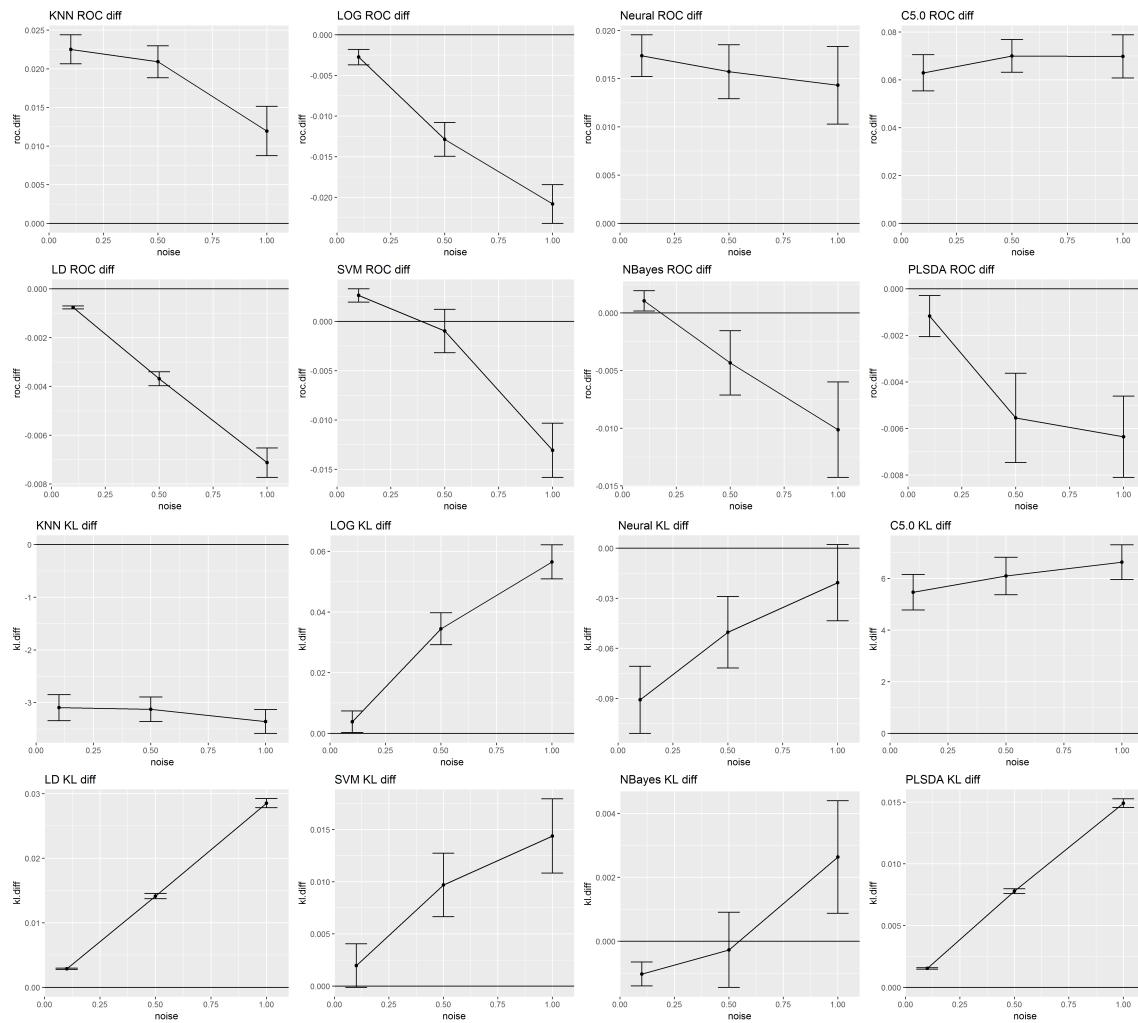 KNN ROC diff
roc.diff
0.025
0.020
0.015
0.010
0.005
0.000
0.00 0.25 0.50 0.75 1.00
noise
LOG ROC diff
roc.diff
0.000
-0.005
-0.010
-0.015
-0.020
0.00 0.25 0.50 0.75 1.00
noise
Neural ROC diff
roc.diff
0.020
0.015
0.010
0.005
0.000
0.00 0.25 0.50 0.75 1.00
noise
C5.0 ROC diff
roc.diff
0.08
0.06
0.04
0.02
0.00
0.00 0.25 0.50 0.75 1.00
noise
LD ROC diff
roc.diff
0.000
-0.002
-0.004
-0.006
-0.008
0.00 0.25 0.50 0.75 1.00
noise
SVM ROC diff
roc.diff
0.000
-0.005
-0.010
-0.015
0.00 0.25 0.50 0.75 1.00
noise
NBayes ROC diff
roc.diff
0.000
-0.005
-0.010
-0.015
0.00 0.25 0.50 0.75 1.00
noise
PLSDA ROC diff
roc.diff
0.000
-0.002
-0.004
-0.006
-0.008
0.00 0.25 0.50 0.75 1.00
noise
KNN KL diff
kl.diff
0
-1
-2
-3
0.00 0.25 0.50 0.75 1.00
noise
LOG KL diff
kl.diff
0.06
0.04
0.02
0.00
0.00 0.25 0.50 0.75 1.00
noise
Neural KL diff
kl.diff
0.00
-0.03
-0.06
-0.09
0.00 0.25 0.50 0.75 1.00
noise
C5.0 KL diff
kl.diff
6
4
2
0
0.00 0.25 0.50 0.75 1.00
noise
LD KL diff
kl.diff
0.03
0.02
0.01
0.00
0.00 0.25 0.50 0.75 1.00
noise
SVM KL diff
kl.diff
0.015
0.010
0.005
0.000
0.00 0.25 0.50 0.75 1.00
noise
NBayes KL diff
kl.diff
0.004
0.002
0.000
0.00 0.25 0.50 0.75 1.00
noise
PLSDA KL diff
kl.diff
0.015
0.010
0.005
0.000
0.00 0.25 0.50 0.75 1.00
noise